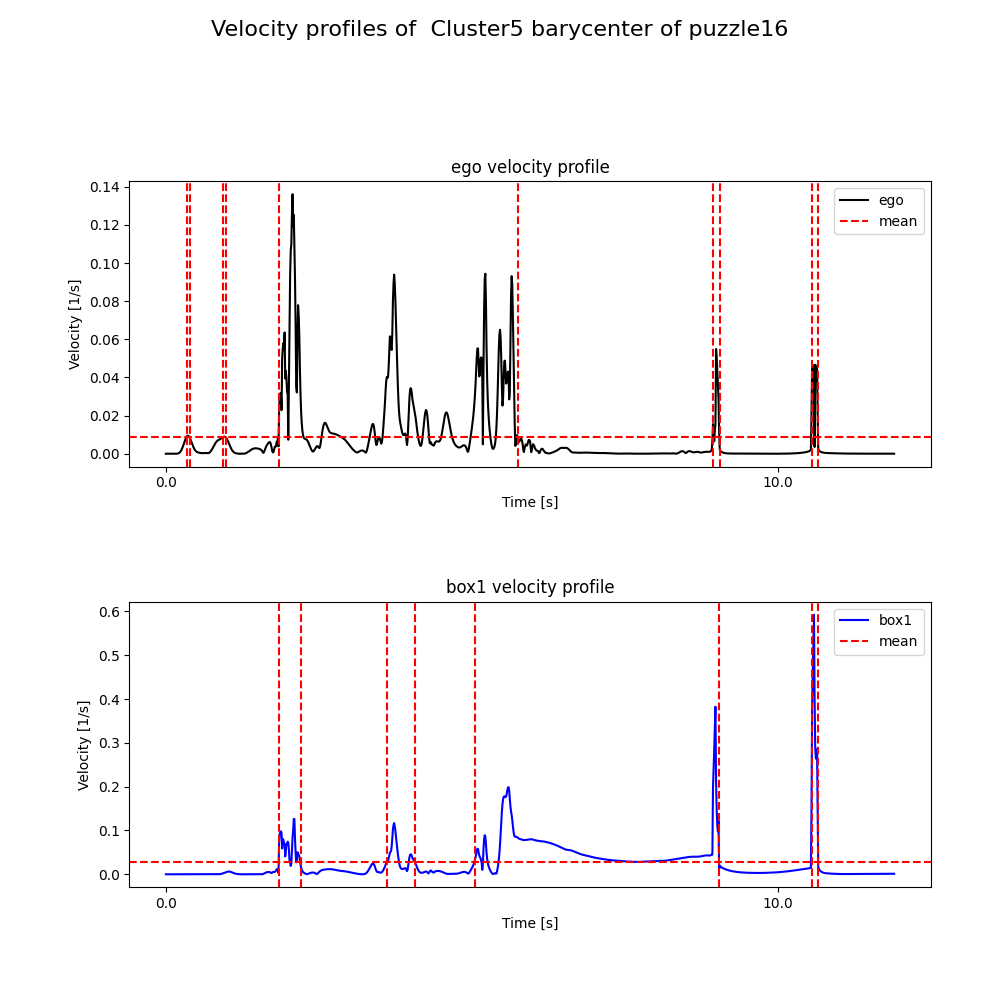 Velocity profiles of  Cluster5 barycenter of puzzle16
ego velocity profile
0.14
0.12
0.10
0.08
0.06
0.04
0.02
0.00
Velocity [1/s]
ego
mean
0.0
10.0
Time [s]
box1 velocity profile
0.6
0.5
0.4
0.3
0.2
0.1
0.0
Velocity [1/s]
box1
mean
0.0
10.0
Time [s]